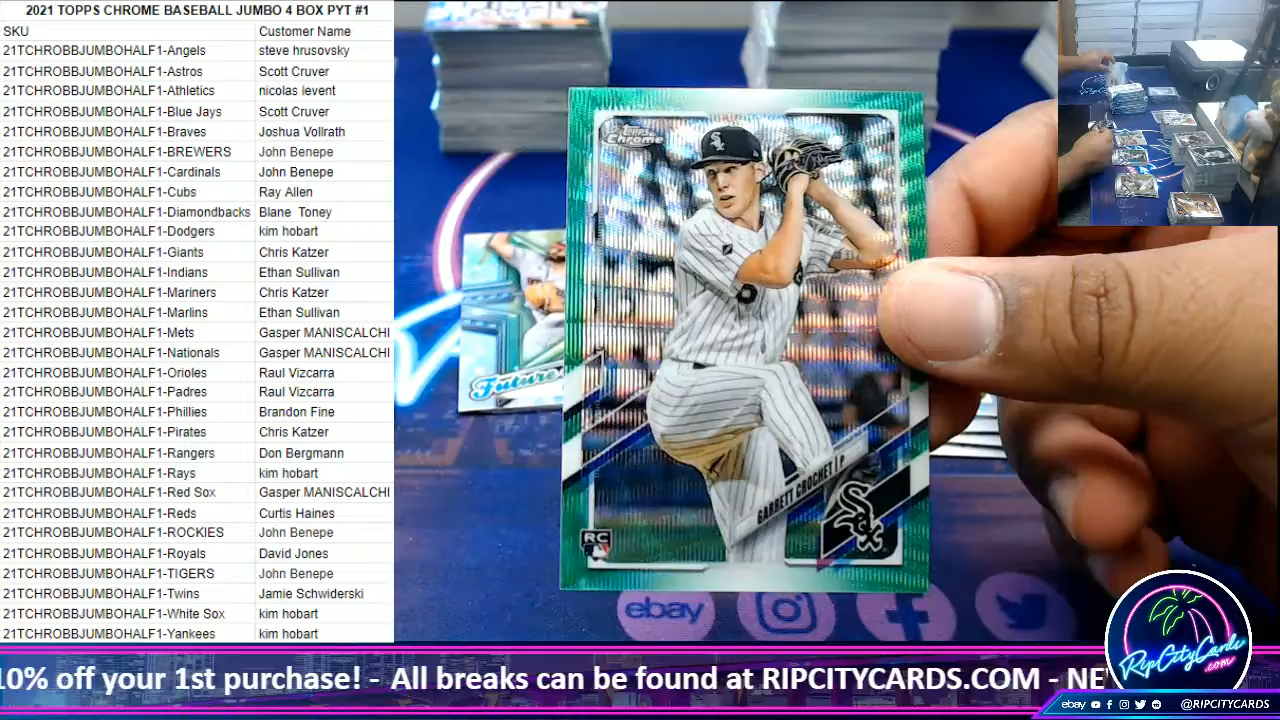 2021 TOPPS CHROME BASEBALL JUMBO 4 BOX PYT #1
SKU Customer Name
21TCHROBBJUMBOHALF1-Angels steve hrusovsky
21TCHROBBJUMBOHALF1-Astros Scott Cruver
21TCHROBBJUMBOHALF1-Athletics nicolas levent
21TCHROBBJUMBOHALF1-Blue Jays Scott Cruver
21TCHROBBJUMBOHALF1-Braves Joshua Vollrath
21TCHROBBJUMBOHALF1-BREWERS John Benepe
21TCHROBBJUMBOHALF1-Cardinals John Benepe
21TCHROBBJUMBOHALF1-Cubs Ray Allen
21TCHROBBJUMBOHALF1-Diamondbacks Blane Toney
21TCHROBBJUMBOHALF1-Dodgers kim hobart
21TCHROBBJUMBOHALF1-Giants Chris Katzer
21TCHROBBJUMBOHALF1-Indians Ethan Sullivan
21TCHROBBJUMBOHALF1-Mariners Chris Katzer
21TCHROBBJUMBOHALF1-Marlins Ethan Sullivan
21TCHROBBJUMBOHALF1-Mets Gasper MANISCALCHI
21TCHROBBJUMBOHALF1-Nationals Gasper MANISCALCHI
21TCHROBBJUMBOHALF1-Orioles Raul Vizcarra
21TCHROBBJUMBOHALF1-Padres Raul Vizcarra
21TCHROBBJUMBOHALF1-Phillies Brandon Fine
21TCHROBBJUMBOHALF1-Pirates Chris Katzer
21TCHROBBJUMBOHALF1-Rangers Don Bergmann
21TCHROBBJUMBOHALF1-Rays kim hobart
21TCHROBBJUMBOHALF1-Red Sox Gasper MANISCALCHI
21TCHROBBJUMBOHALF1-Reds Curtis Haines
21TCHROBBJUMBOHALF1-ROCKIES John Benepe
21TCHROBBJUMBOHALF1-Royals David Jones
21TCHROBBJUMBOHALF1-TIGERS John Benepe
21TCHROBBJUMBOHALF1-Twins Jamie Schwiderski
21TCHROBBJUMBOHALF1-White Sox kim hobart
21TCHROBBJUMBOHALF1-Yankees kim hobart
Topps
Chrome
Sox
6
GARRETT CROCHET | P
Sox
RC
Future
ebay
10% off your 1st purchase! - All breaks can be found at RIPCITYCARDS.COM - NE
RipCityCards
.com
ebay @RIPCITYCARDS